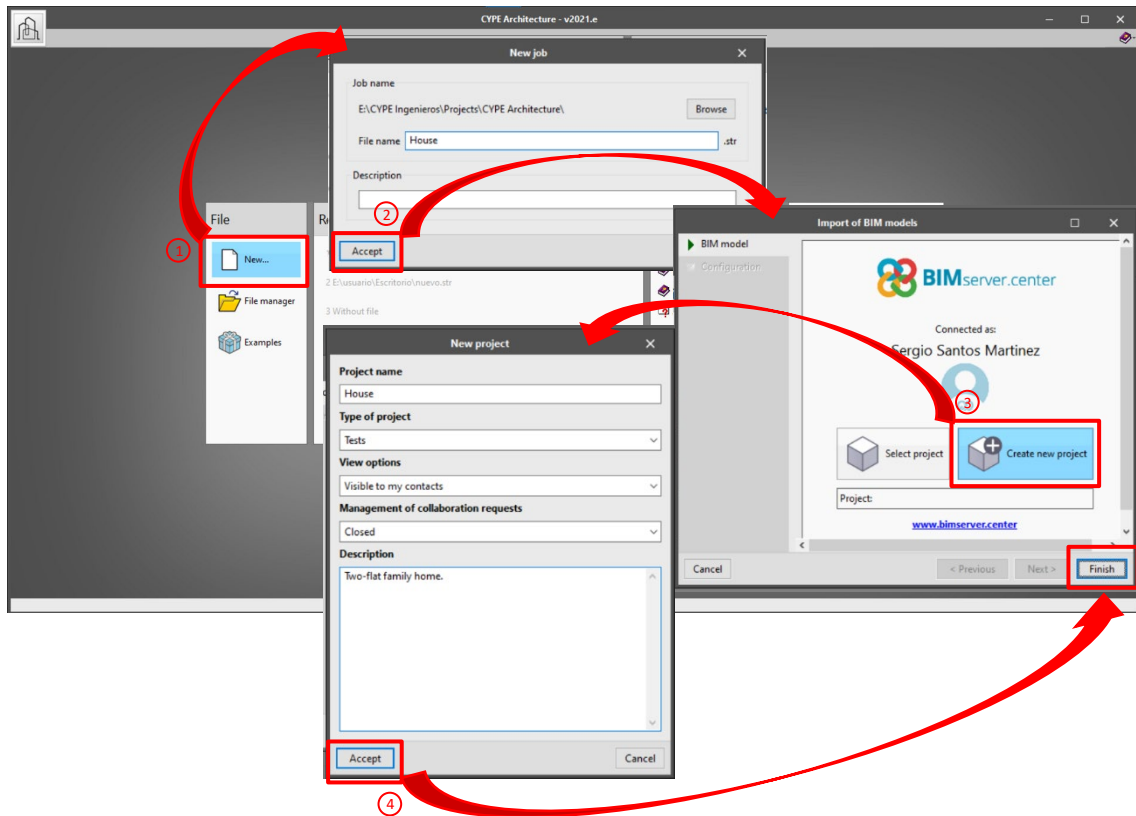 CYPE Architecture - v2021.e
New job
Job name
E:\CYPE Ingenieros\Projects\CYPE Architecture\
Browse
File name House .str
Description
2
Accept
File
1
New...
File manager
Examples
2 E:\usuario\Escritorio\nuevo.str
3 Without file
Import of BIM models
BIM model
Configuration
BIMserver.center
Connected as:
Sergio Santos Martinez
3
Select project
Create new project
Project:
www.bimserver.center
Cancel
< Previous
Next >
Finish
New project
Project name
House
Type of project
Tests
View options
Visible to my contacts
Management of collaboration requests
Closed
Description
Two-flat family home.
Accept
Cancel
4